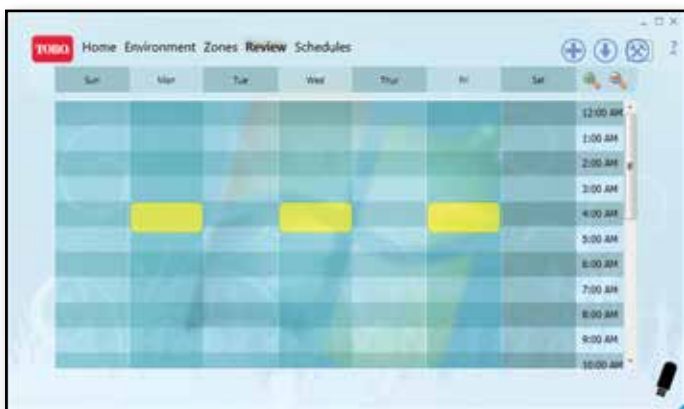 TORO Home Environment Zones Review Schedules ?
Sun Mon Tue Wed Thur Fri Sat
12:00 AM
1:00 AM
2:00 AM
3:00 AM
4:00 AM
5:00 AM
6:00 AM
7:00 AM
8:00 AM
9:00 AM
10:00 AM